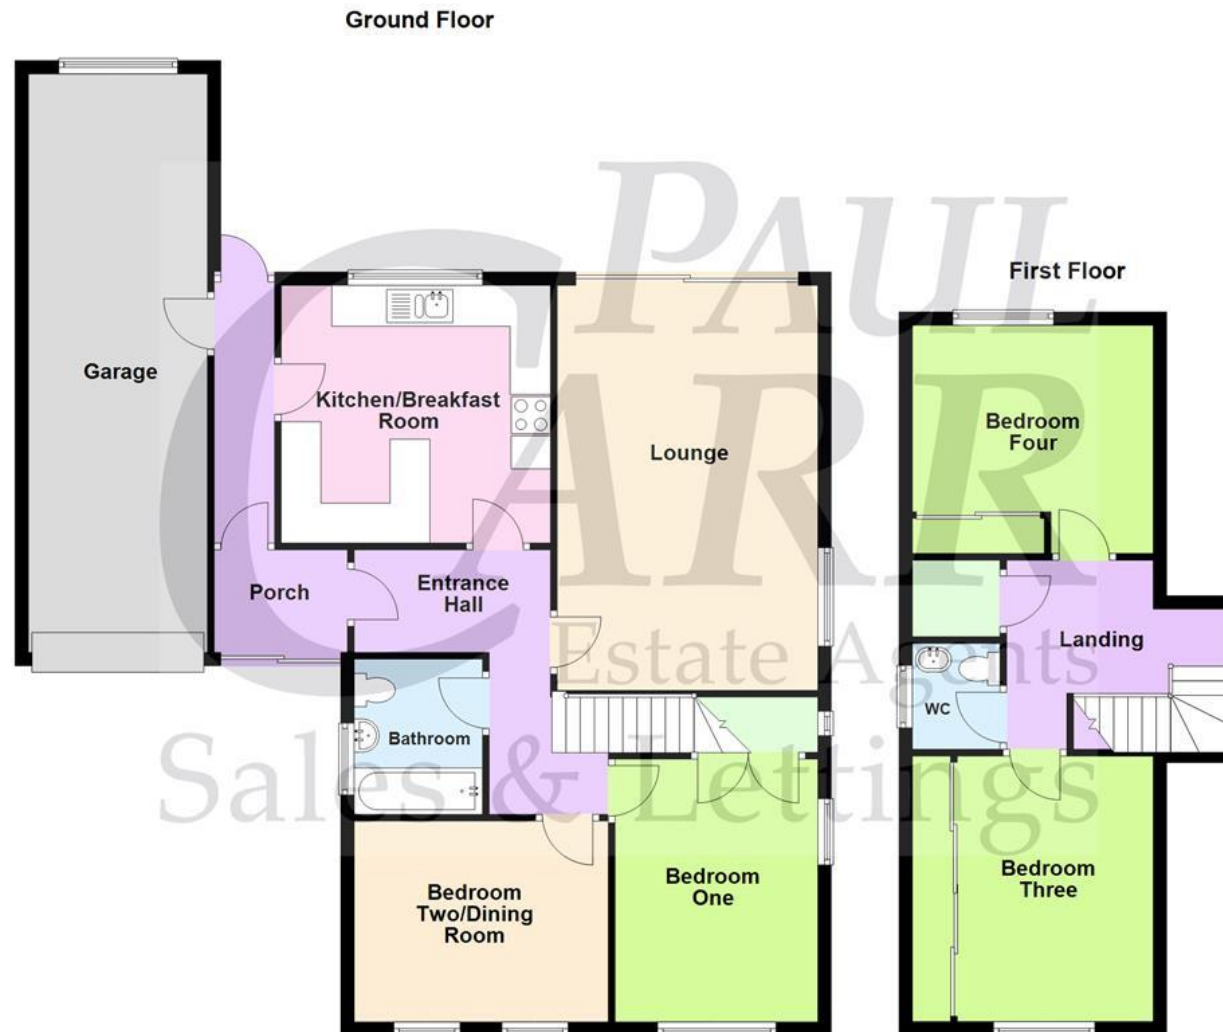 Ground Floor
PAUL
CARR
Estate Agents
Sales & Lettings
Garage
Kitchen/Breakfast
Room
Lounge
Porch
Entrance
Hall
Bathroom
Bedroom
Two/Dining
Room
Bedroom
One
First Floor
Bedroom
Four
Landing
WC
Bedroom
Three